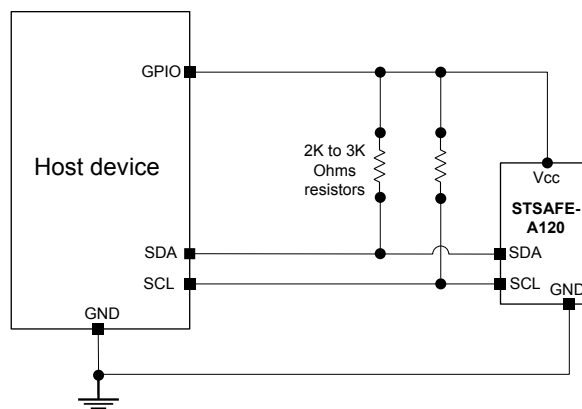 GPIO
2K to 3K
Ohms
resistors
Host device
Vcc
STSAFE-
A120
SDA
SDA
SCL
SCL
GND
GND